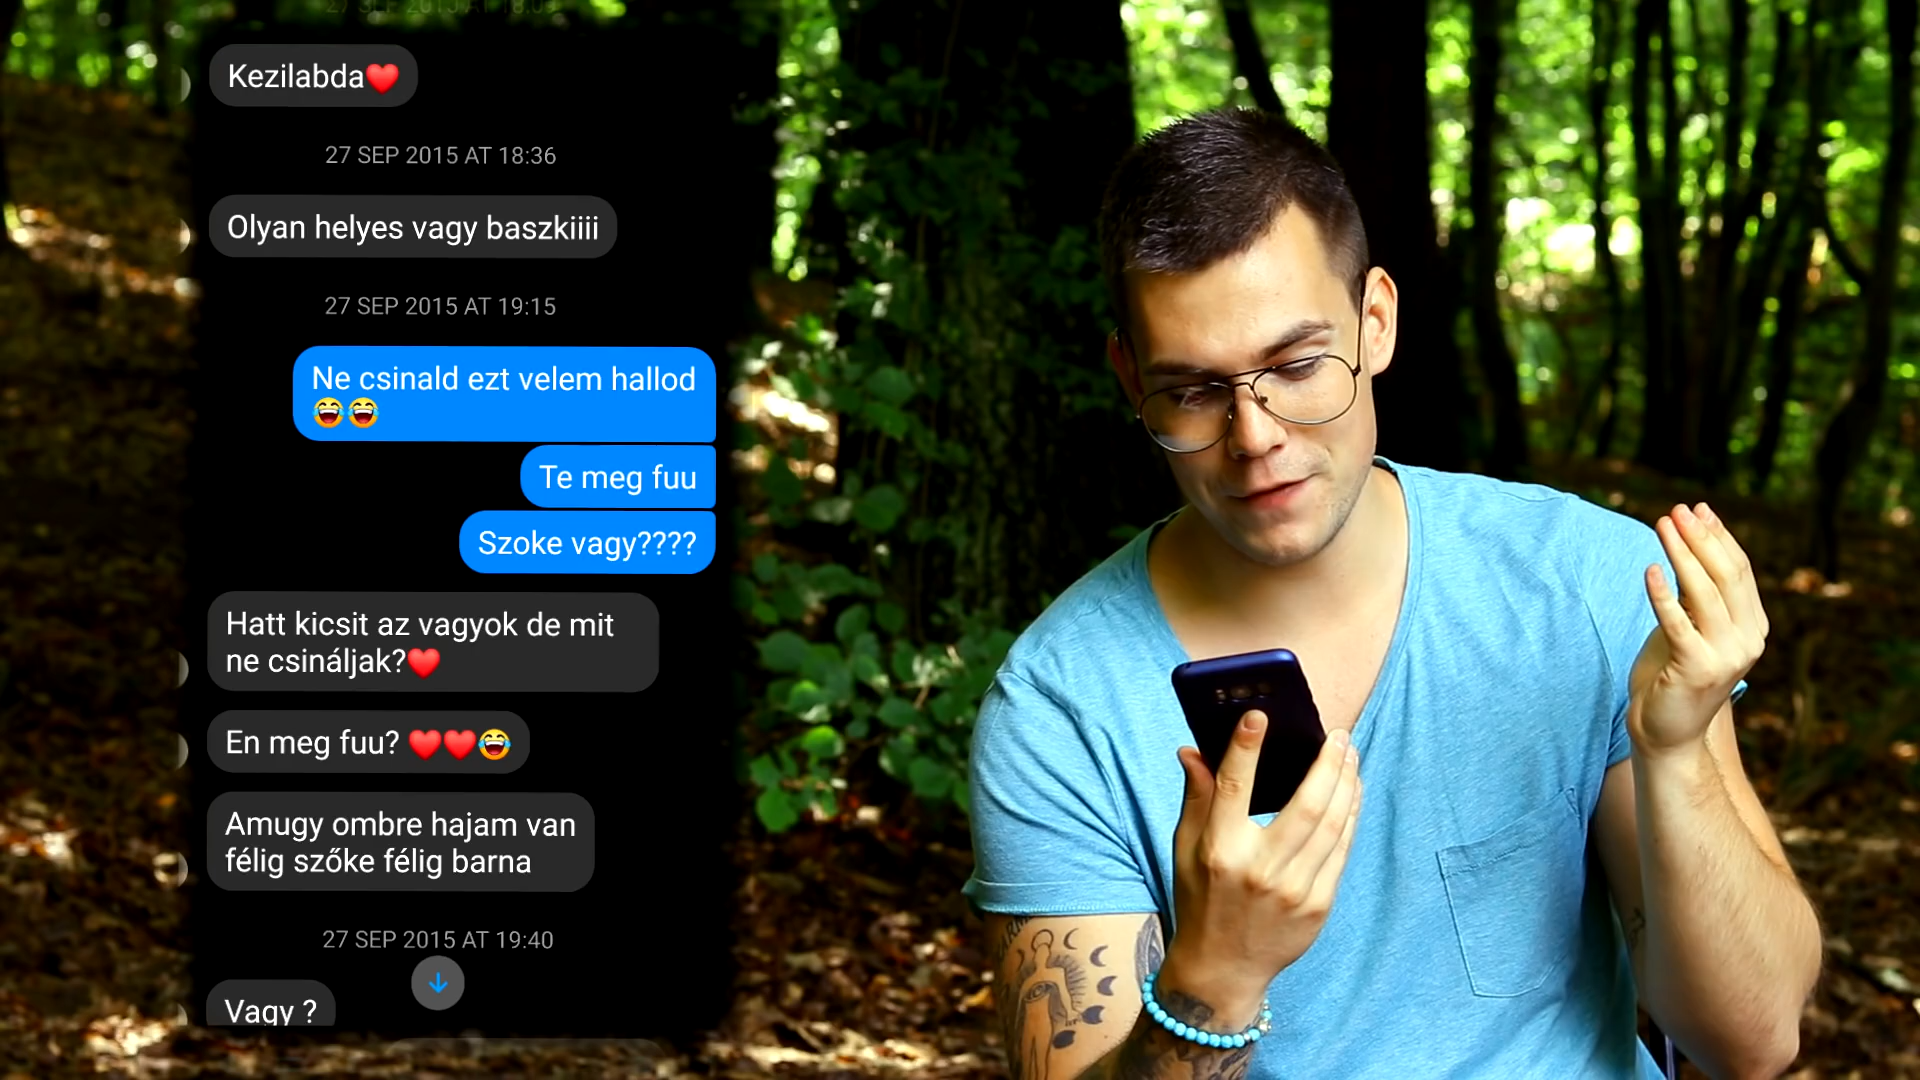 Kezilabda❤️
27 SEP 2015 AT 18:36
Olyan helyes vagy baszkiiii
27 SEP 2015 AT 19:15
Ne csinald ezt velem hallod
😂😂
Te meg fuu
Szoke vagy????
Hatt kicsit az vagyok de mit
ne csináljak?❤️
En meg fuu? ❤️❤️😂
Amugy ombre hajam van
félig szőke félig barna
27 SEP 2015 AT 19:40
Vagy ?